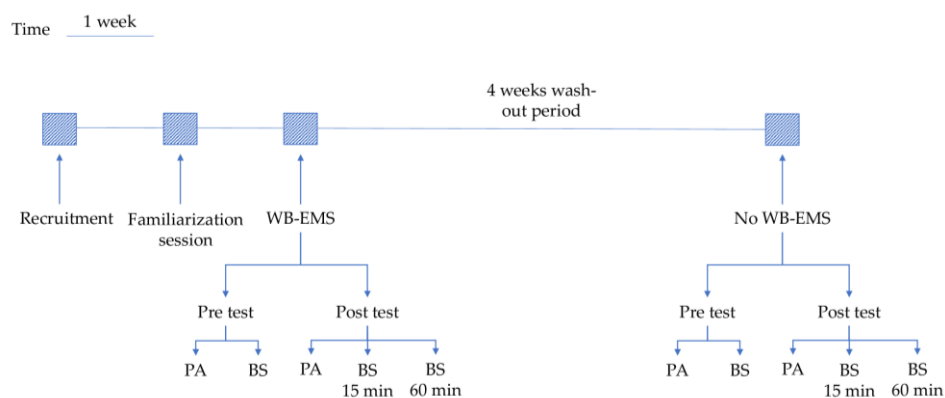 Time 1 week
4 weeks wash-
out period
Recruitment
Familiarization
session
WB-EMS
No WB-EMS
Pre test
Post test
Pre test
Post test
PA
BS
PA
BS
15 min
BS
60 min
PA
BS
PA
BS
15 min
BS
60 min